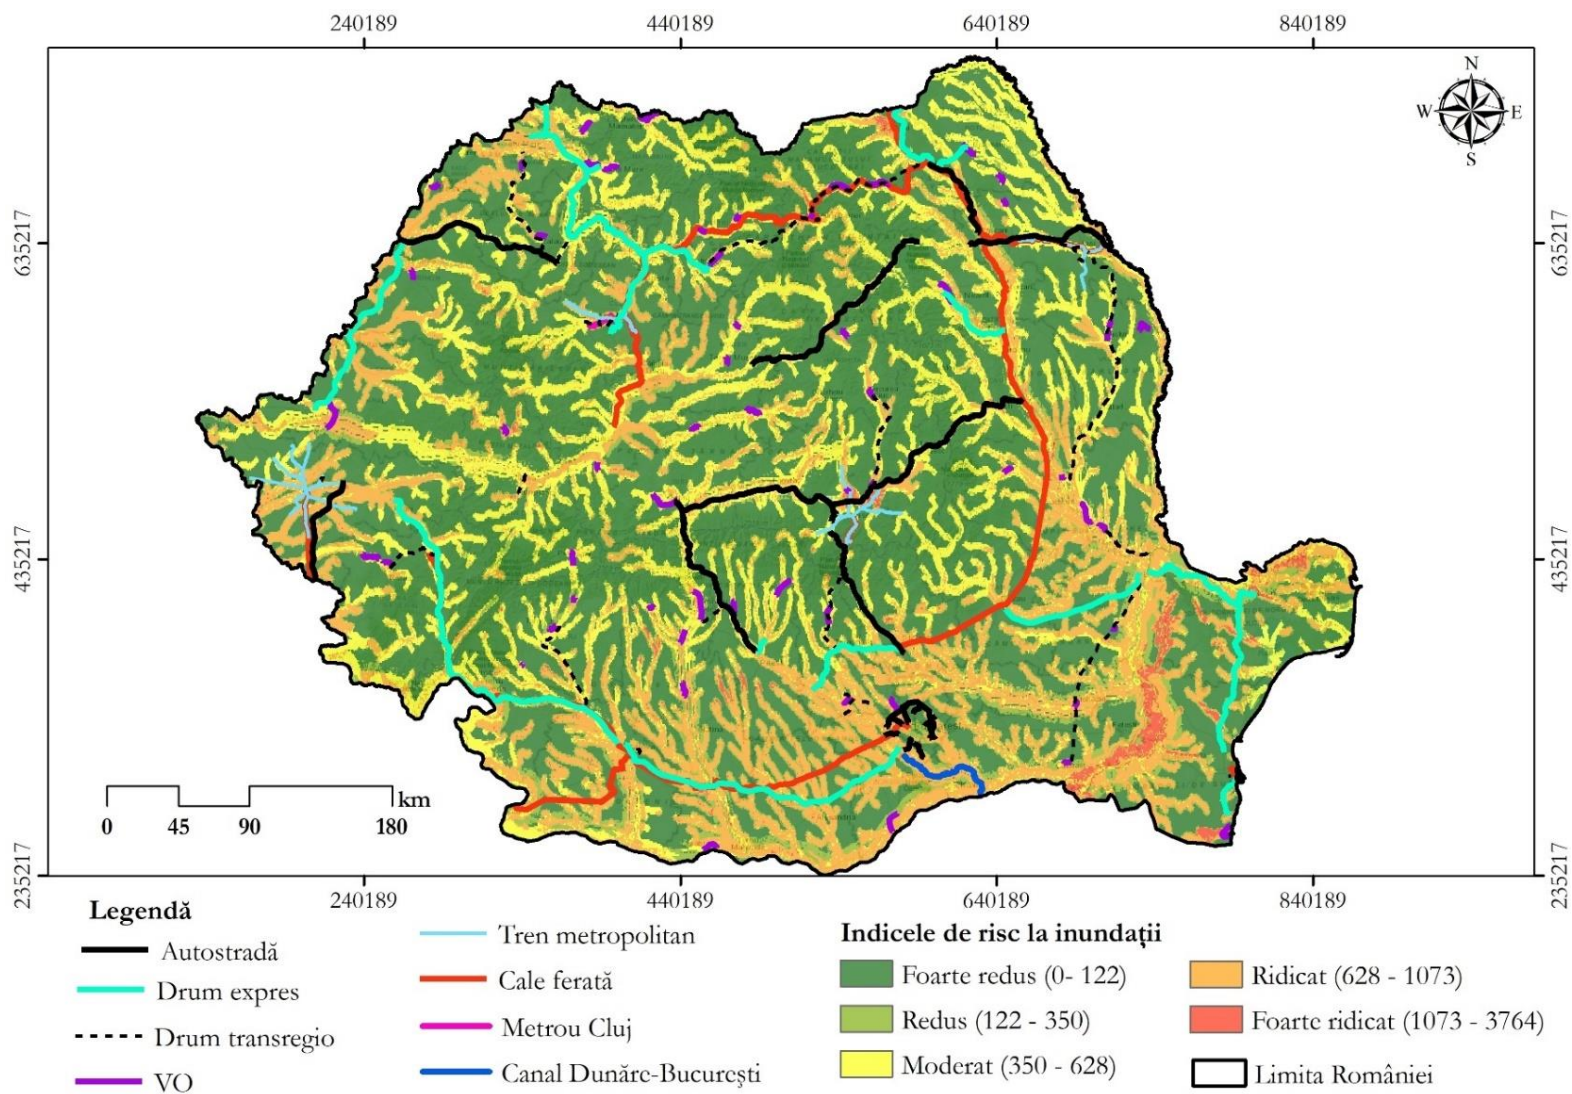 240189 440189 640189 840189
N
W E
S
635217 635217
435217 435217
km
0 45 90 180
235217 235217
240189 440189 640189 840189
Legendă
Autostradă
Drum expres
Drum transregio
VO
Tren metropolitan
Cale ferată
Metrou Cluj
Canal Dunăre-București
Indicele de risc la inundații
Foarte redus (0- 122)
Redus (122 - 350)
Moderat (350 - 628)
Ridicat (628 - 1073)
Foarte ridicat (1073 - 3764)
Limita României